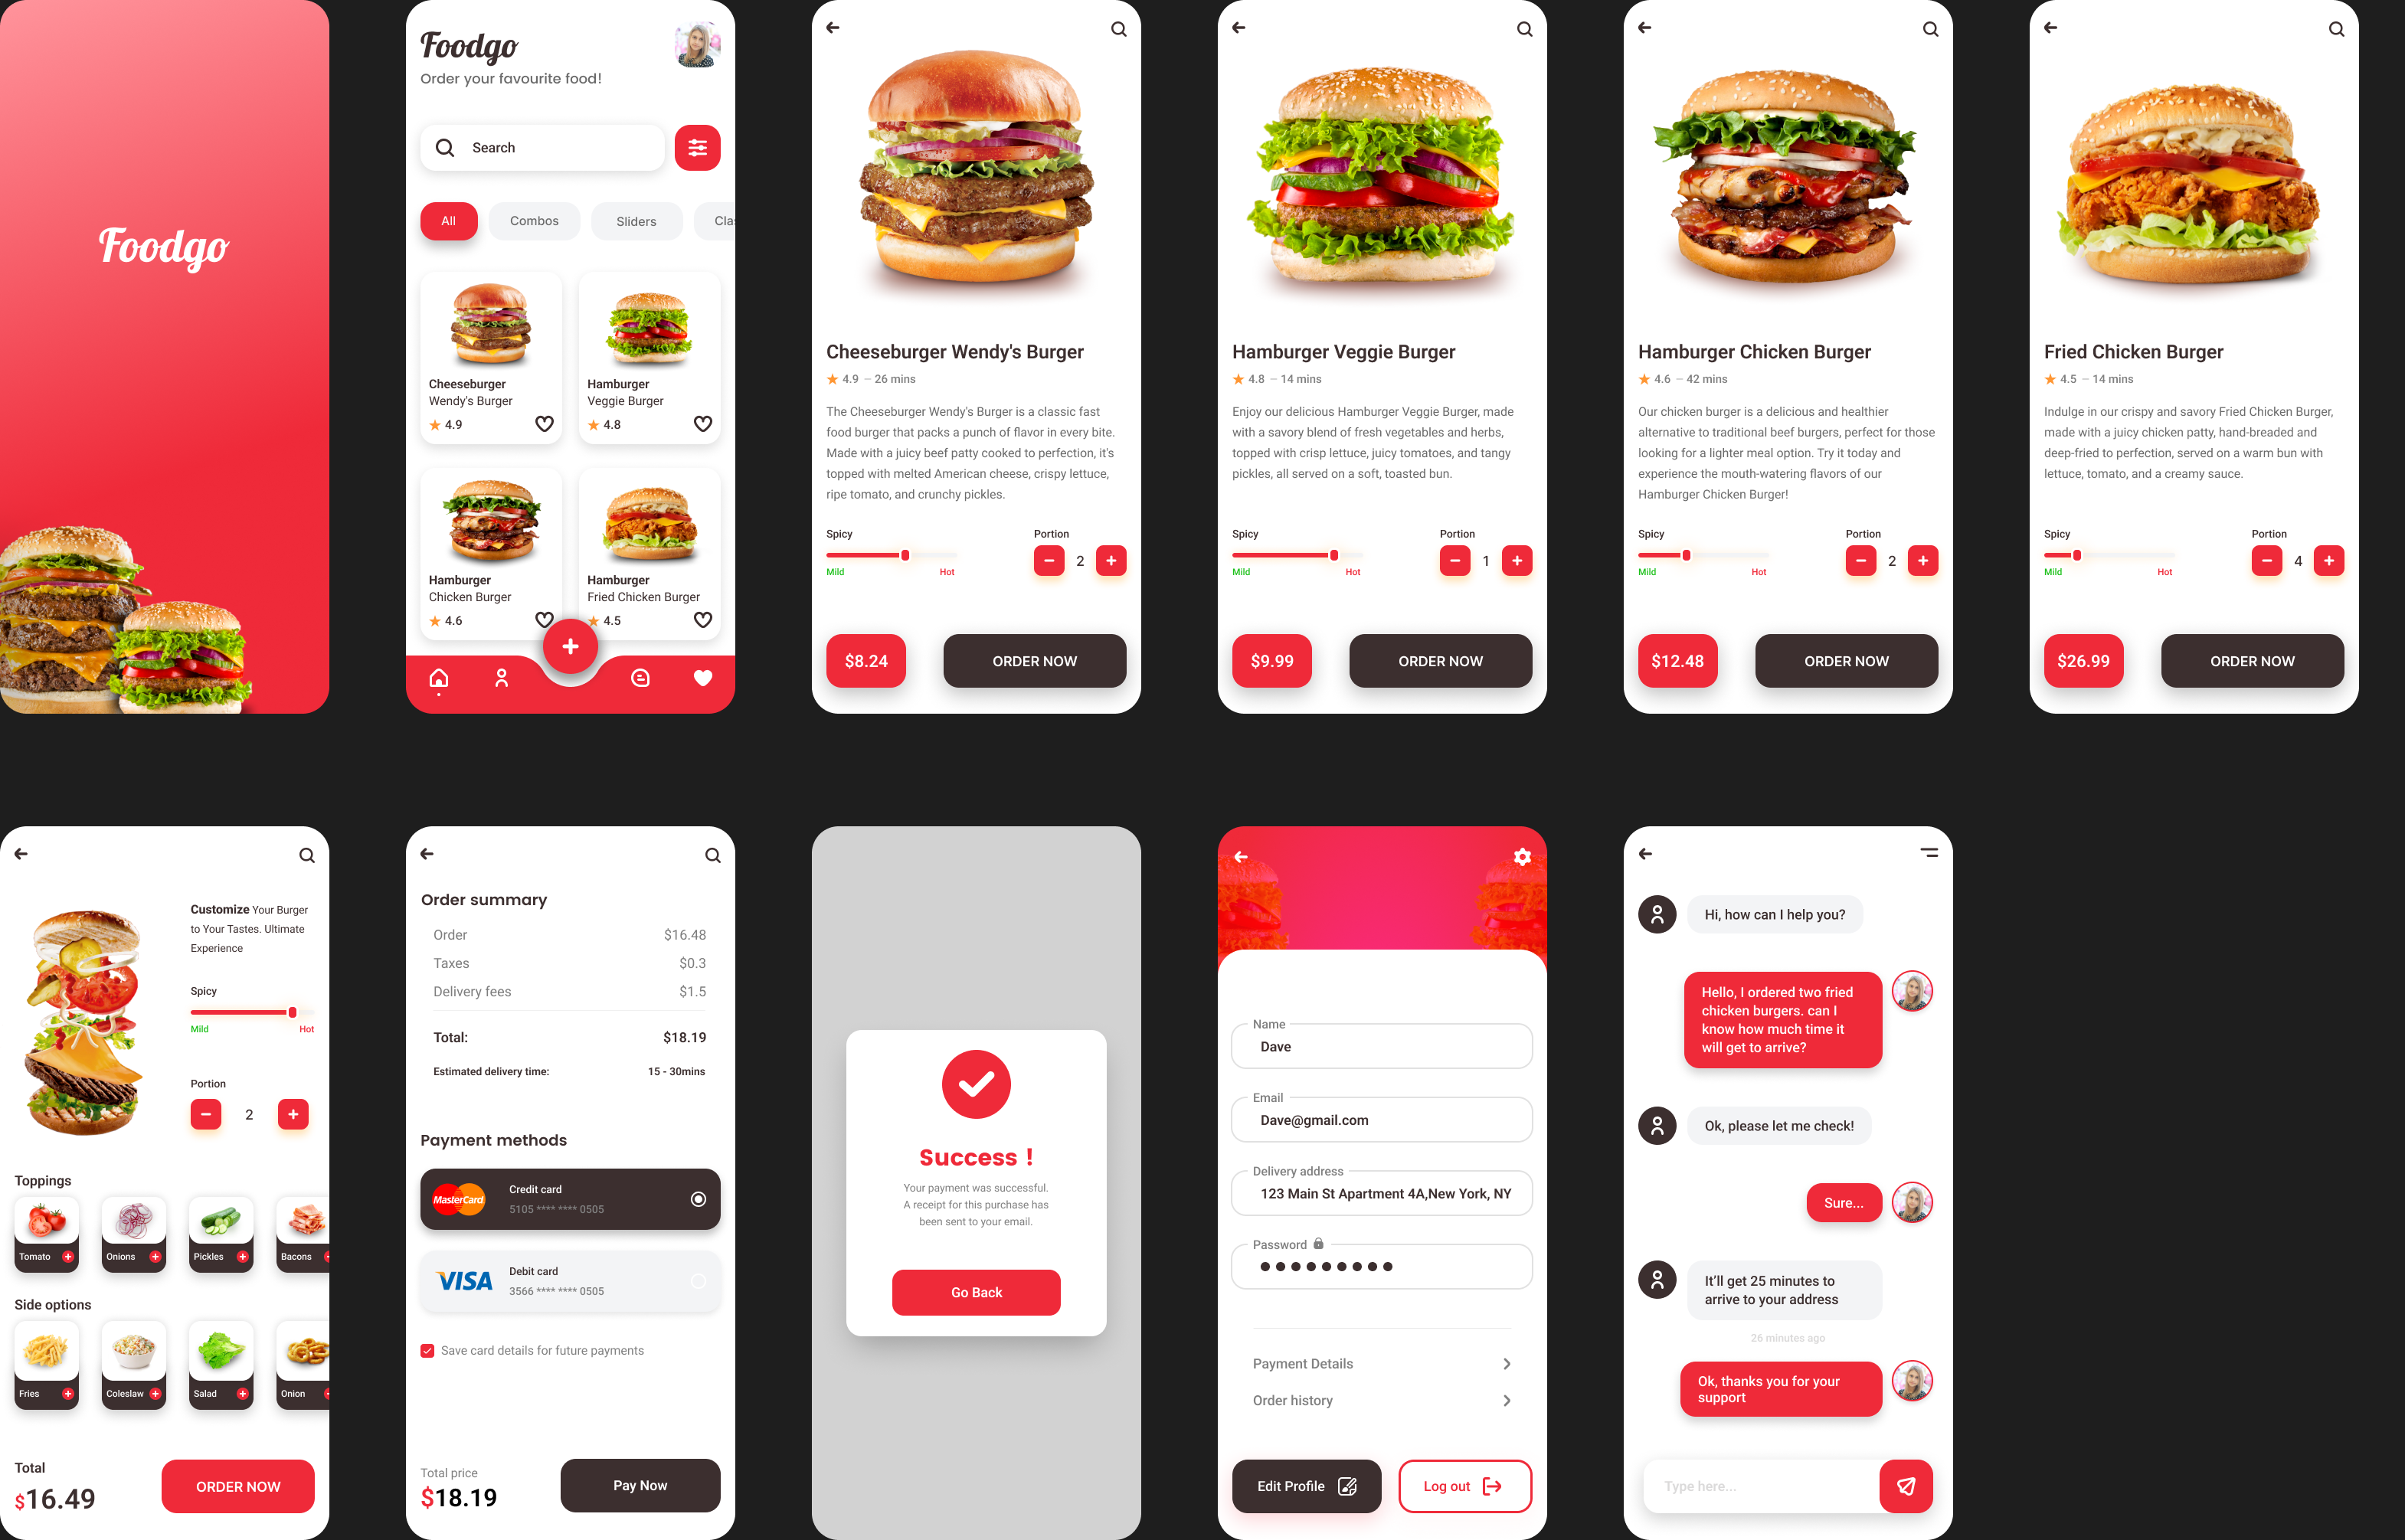 Foodgo
Foodgo
Order your favourite food!
Search
All
Combos
Sliders
Clas
Cheeseburger
Wendy's Burger
4.9
Hamburger
Veggie Burger
4.8
Hamburger
Chicken Burger
4.6
Hamburger
Fried Chicken Burger
4.5
Cheeseburger Wendy's Burger
4.9 – 26 mins
The Cheeseburger Wendy's Burger is a classic fast
food burger that packs a punch of flavor in every bite.
Made with a juicy beef patty cooked to perfection, it's
topped with melted American cheese, crispy lettuce,
ripe tomato, and crunchy pickles.
Spicy
Mild
Hot
Portion
2
$8.24
ORDER NOW
Hamburger Veggie Burger
4.8 – 14 mins
Enjoy our delicious Hamburger Veggie Burger, made
with a savory blend of fresh vegetables and herbs,
topped with crisp lettuce, juicy tomatoes, and tangy
pickles, all served on a soft, toasted bun.
Spicy
Mild
Hot
Portion
1
$9.99
ORDER NOW
Hamburger Chicken Burger
4.6 – 42 mins
Our chicken burger is a delicious and healthier
alternative to traditional beef burgers, perfect for those
looking for a lighter meal option. Try it today and
experience the mouth-watering flavors of our
Hamburger Chicken Burger!
Spicy
Mild
Hot
Portion
2
$12.48
ORDER NOW
Fried Chicken Burger
4.5 – 14 mins
Indulge in our crispy and savory Fried Chicken Burger,
made with a juicy chicken patty, hand-breaded and
deep-fried to perfection, served on a warm bun with
lettuce, tomato, and a creamy sauce.
Spicy
Mild
Hot
Portion
4
$26.99
ORDER NOW
Customize Your Burger
to Your Tastes. Ultimate
Experience
Spicy
Mild
Hot
Portion
2
Toppings
Tomato
Onions
Pickles
Bacons
Side options
Fries
Coleslaw
Salad
Onion
Total
$16.49
ORDER NOW
Order summary
Order $16.48
Taxes $0.3
Delivery fees $1.5
Total: $18.19
Estimated delivery time: 15 - 30mins
Payment methods
MasterCard
Credit card
5105 **** **** 0505
VISA
Debit card
3566 **** **** 0505
Save card details for future payments
Total price
$18.19
Pay Now
Success !
Your payment was successful.
A receipt for this purchase has
been sent to your email.
Go Back
Name
Dave
Email
Dave@gmail.com
Delivery address
123 Main St Apartment 4A,New York, NY
Password
Payment Details
Order history
Edit Profile
Log out
Hi, how can I help you?
Hello, I ordered two fried
chicken burgers. can I
know how much time it
will get to arrive?
Ok, please let me check!
Sure...
It'll get 25 minutes to
arrive to your address
26 minutes ago
Ok, thanks you for your
support
Type here...